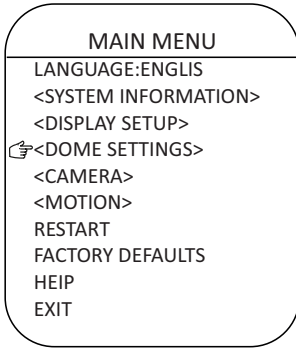 MAIN MENU
LANGUAGE:ENGLIS
<SYSTEM INFORMATION>
<DISPLAY SETUP>
<DOME SETTINGS>
<CAMERA>
<MOTION>
RESTART
FACTORY DEFAULTS
HEIP
EXIT